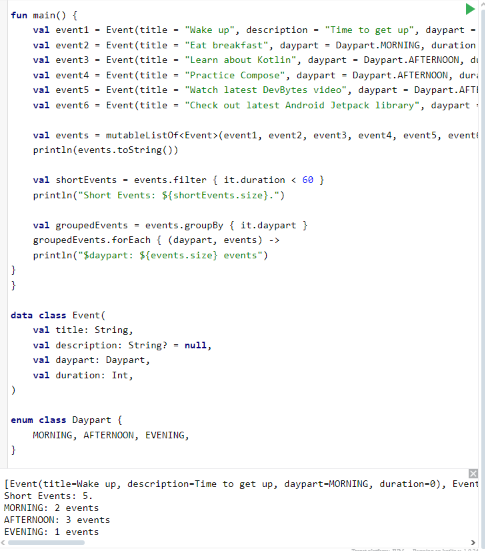 fun main() {
val event1 = Event(title = "Wake up", description = "Time to get up", daypart =
val event2 = Event(title = "Eat breakfast", daypart = Daypart.MORNING, duration
val event3 = Event(title = "Learn about Kotlin", daypart = Daypart.AFTERNOON,
val event4 = Event(title = "Practice Compose", daypart = Daypart.AFTERNOON,
val event5 = Event(title = "Watch latest DevBytes video", daypart =
val event6 = Event(title = "Check out latest Android Jetpack library", daypart
val events = mutableListOf<Event>(event1, event2, event3, event4, event5,
println(events.toString())
val shortEvents = events.filter { it.duration < 60 }
println("Short Events: ${shortEvents.size}.")
val groupedEvents = events.groupBy { it.daypart }
groupedEvents.forEach { (daypart, events) ->
println("$daypart: ${events.size} events")
}
}
data class Event(
val title: String,
val description: String? = null,
val daypart: Daypart,
val duration: Int,
)
enum class Daypart {
MORNING, AFTERNOON, EVENING,
}
[Event(title=Wake up, description=Time to get up, daypart=MORNING, duration=0), Event
Short Events: 5.
MORNING: 2 events
AFTERNOON: 3 events
EVENING: 1 events